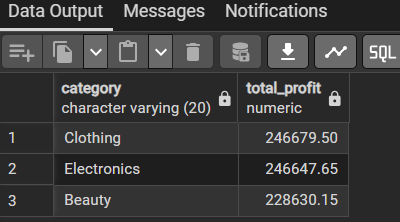 Data Output Messages Notifications
SQL
category total_profit
character varying (20) numeric
1 Clothing 246679.50
2 Electronics 246647.65
3 Beauty 228630.15